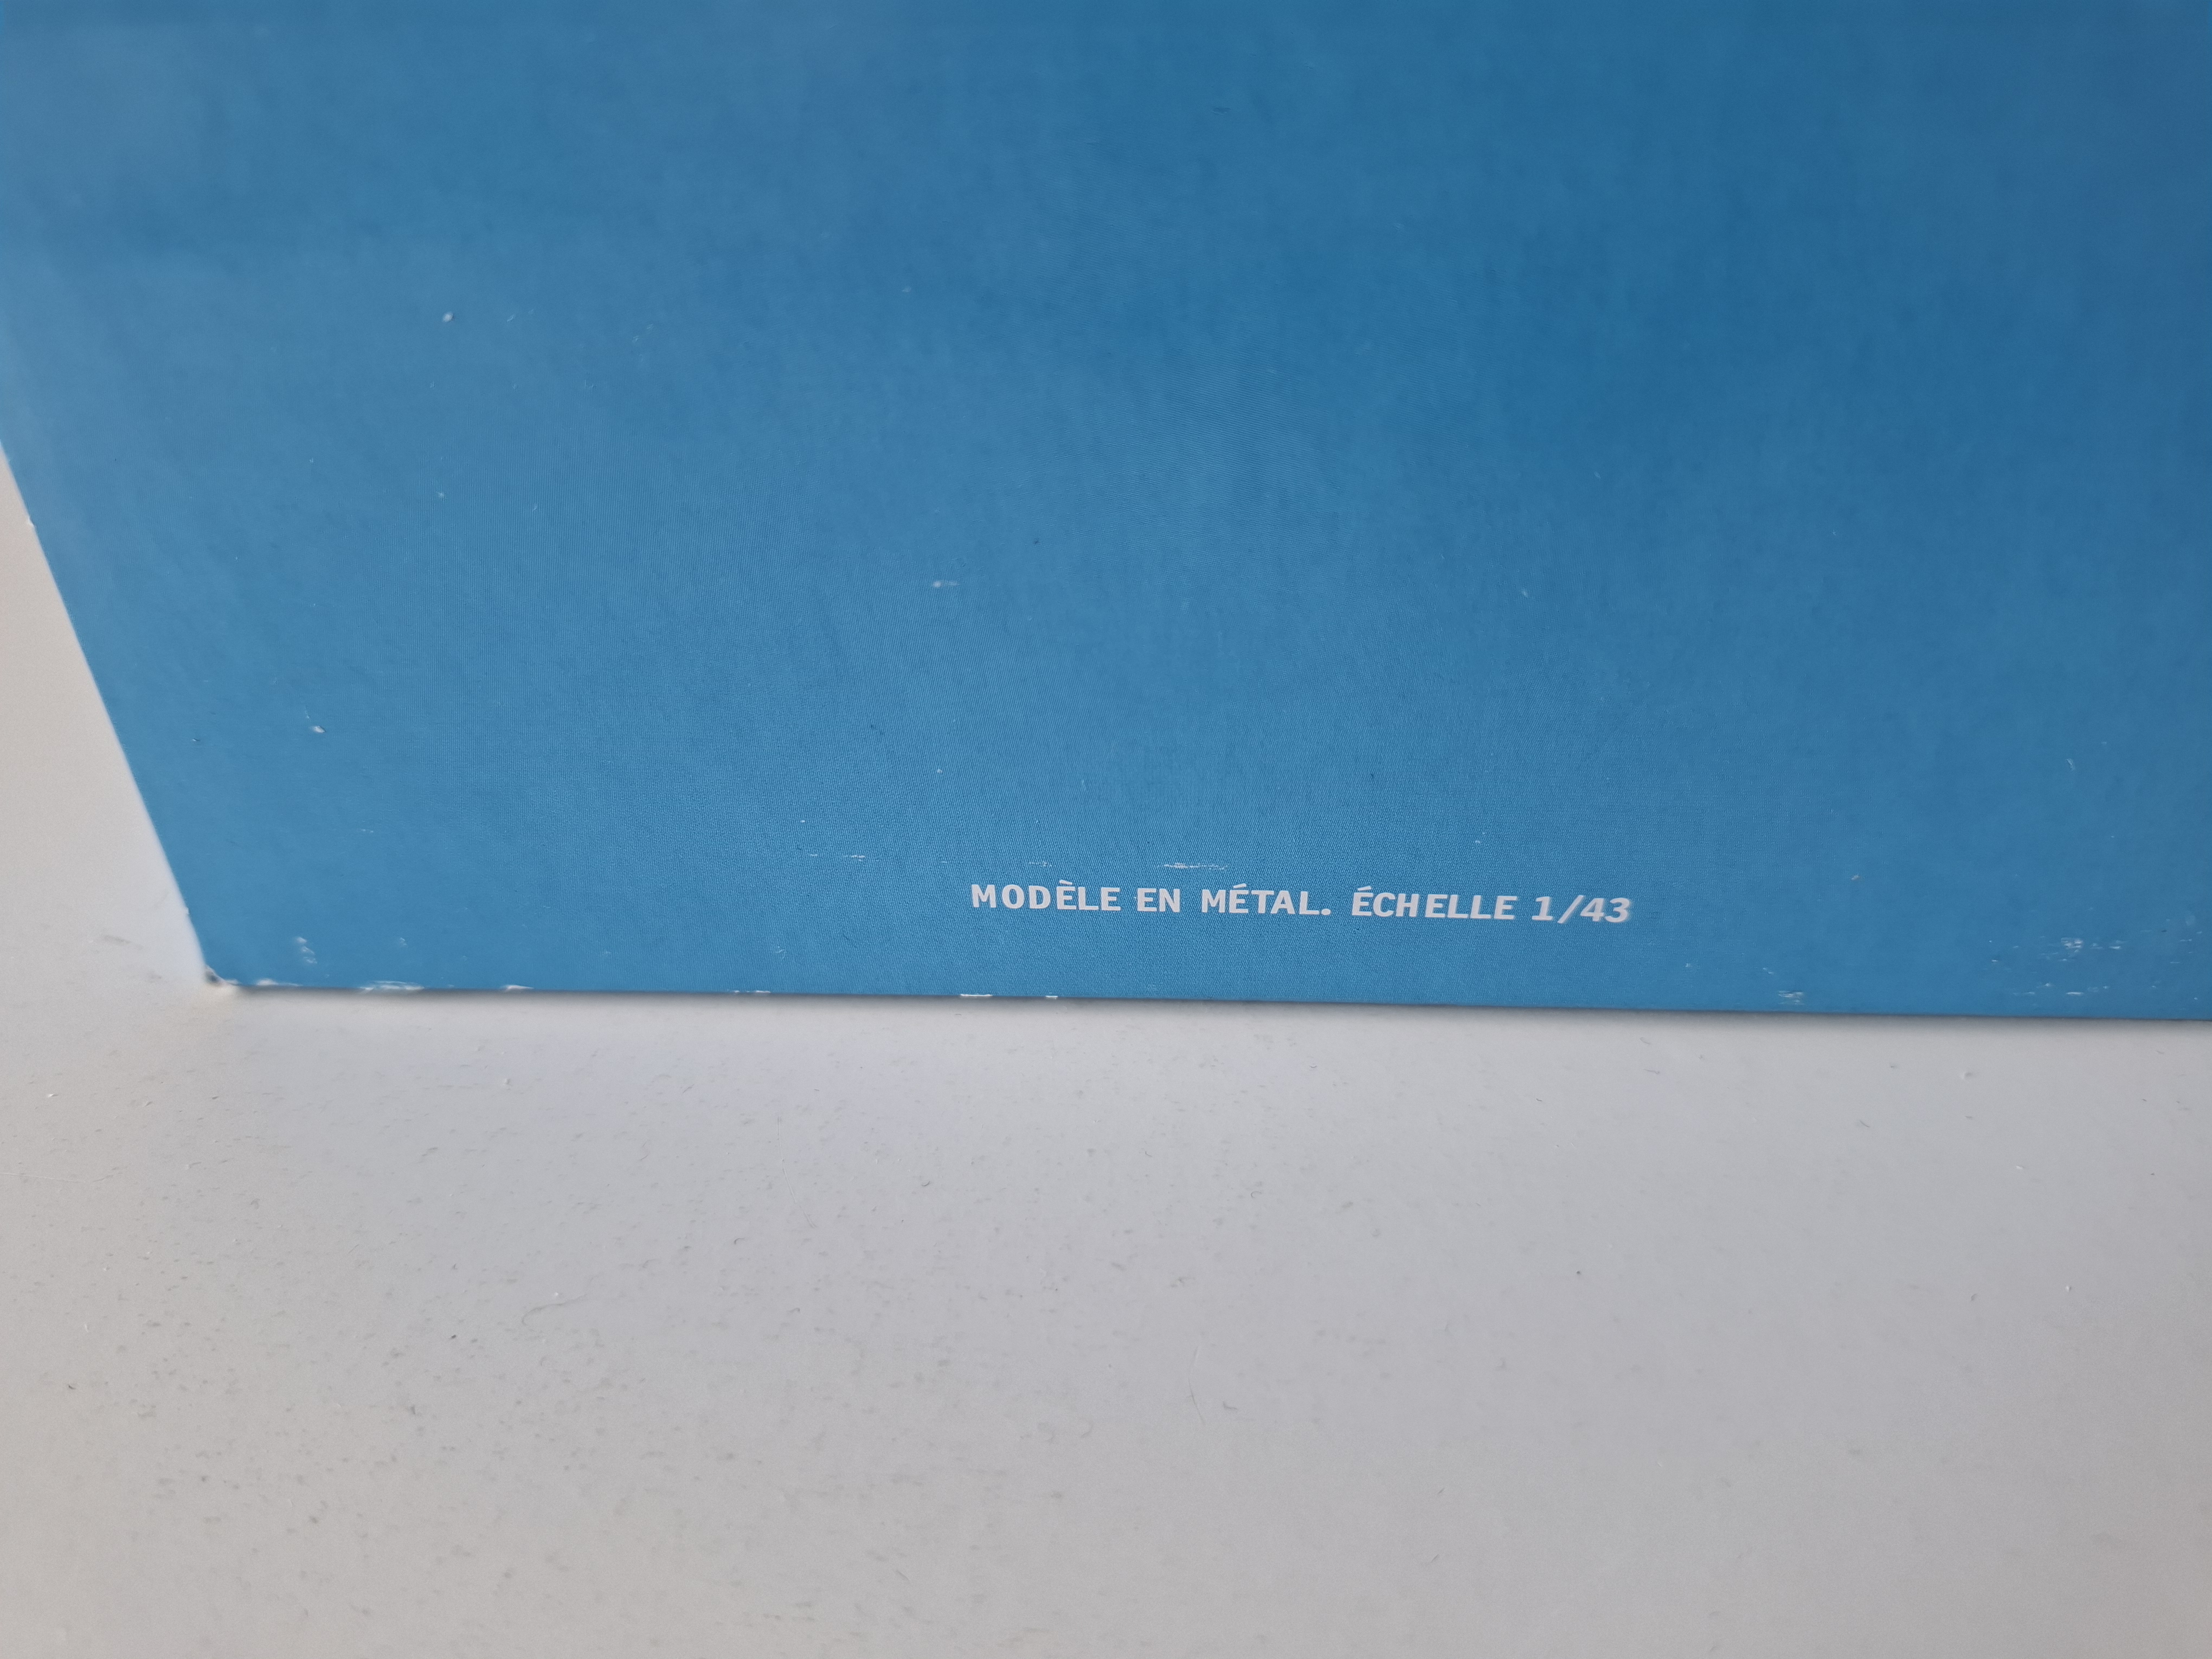 MODÈLE EN MÉTAL. ÉCHELLE 1/43